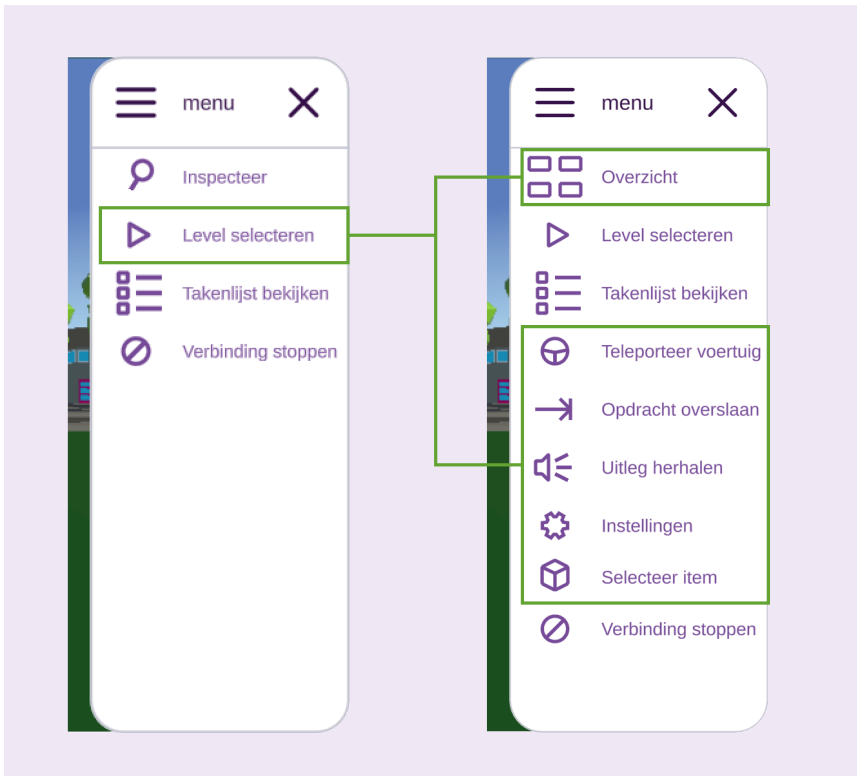 menu
Inspecteer
Level selecteren
Takenlijst bekijken
Verbinding stoppen
menu
Overzicht
Level selecteren
Takenlijst bekijken
Teleporteer voertuig
Opdracht overslaan
Uitleg herhalen
Instellingen
Selecteer item
Verbinding stoppen